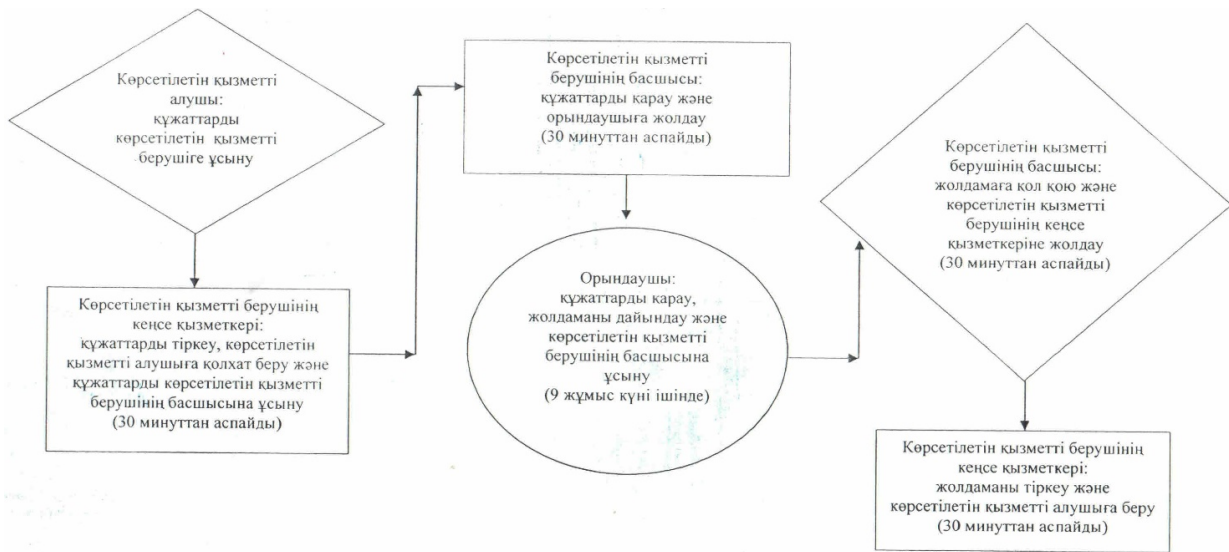 Көрсетілетін қызметті
алушы:
құжаттарды
көрсетілетін қызметті
берушіге ұсыну
Көрсетілетін қызметті берушінің
кеңсе қызметкері:
құжаттарды тіркеу, көрсетілетін
қызметті алушыға қолхат беру және
құжаттарды көрсетілетін қызметті
берушінің басшысына ұсыну
(30 минуттан аспайды)
Көрсетілетін қызметті
берушінің басшысы:
құжаттарды қарау және
орындаушыға жолдау
(30 минуттан аспайды)
Орындаушы:
құжаттарды қарау,
жолдаманы дайындау және
көрсетілетін қызметті
берушінің басшысына
ұсыну
(9 жұмыс күні ішінде)
Көрсетілетін қызметті
берушінің басшысы:
жолдамаға қол қою және
көрсетілетін қызметті
берушінің кеңсе
қызметкеріне жолдау
(30 минуттан аспайды)
Көрсетілетін қызметті берушінің
кеңсе қызметкері:
жолдаманы тіркеу және
көрсетілетін қызметті алушыға беру
(30 минуттан аспайды)